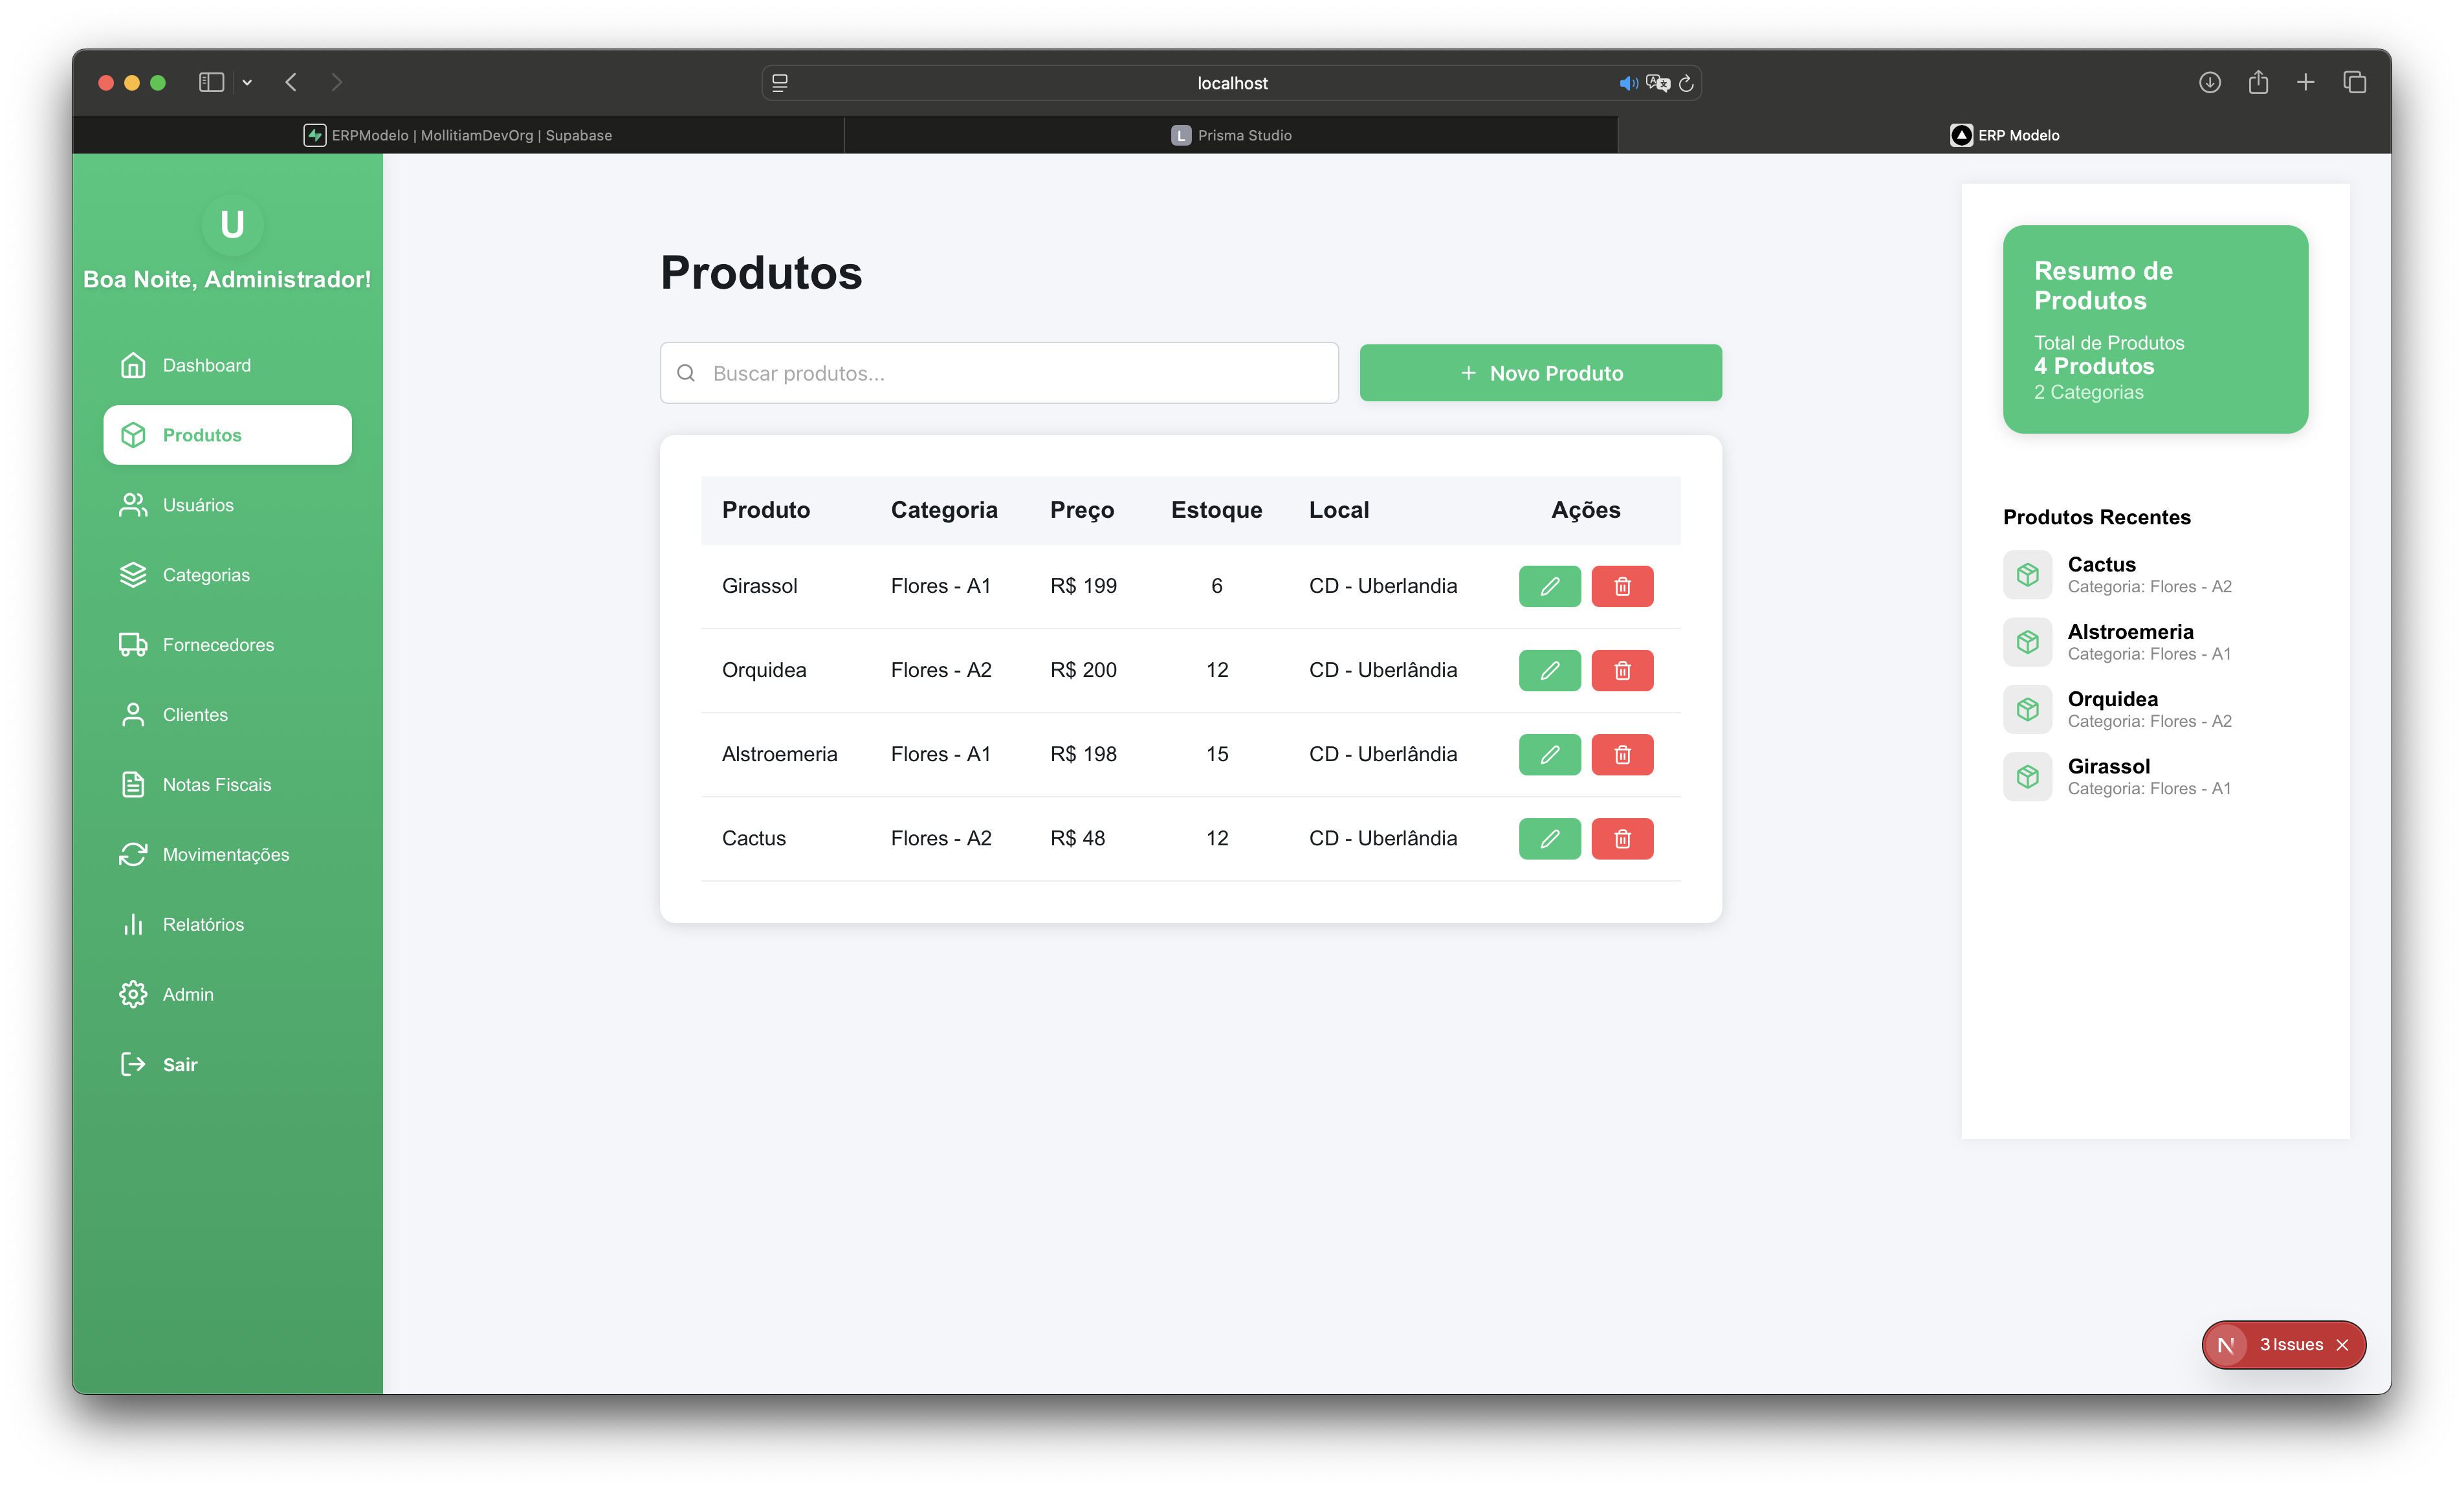 localhost
ERPModelo | MollitiamDevOrg | Supabase
L Prisma Studio
ERP Modelo
U
Boa Noite, Administrador!
Dashboard
Produtos
Usuários
Categorias
Fornecedores
Clientes
Notas Fiscais
Movimentações
Relatórios
Admin
Sair
Produtos
Buscar produtos...
+ Novo Produto
Produto Categoria Preço Estoque Local Ações
Girassol Flores - A1 R$ 199 6 CD - Uberlandia
Orquidea Flores - A2 R$ 200 12 CD - Uberlândia
Alstroemeria Flores - A1 R$ 198 15 CD - Uberlândia
Cactus Flores - A2 R$ 48 12 CD - Uberlândia
Resumo de
Produtos
Total de Produtos
4 Produtos
2 Categorias
Produtos Recentes
Cactus
Categoria: Flores - A2
Alstroemeria
Categoria: Flores - A1
Orquidea
Categoria: Flores - A2
Girassol
Categoria: Flores - A1
N 3 Issues